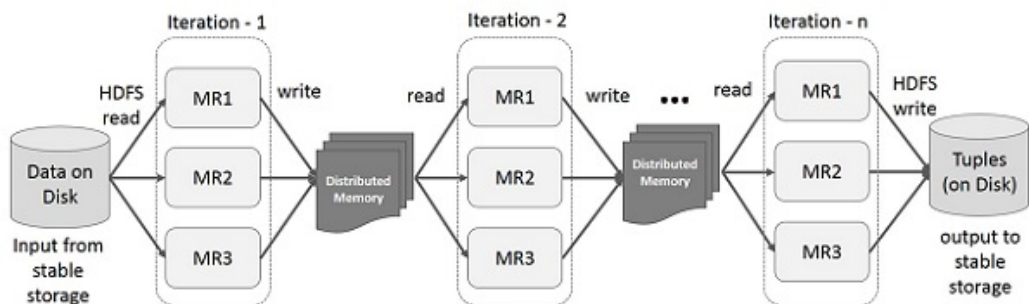 Iteration - 1
Iteration - 2
Iteration - n
HDFS
read
MR1
write
read
MR1
write
...
read
MR1
HDFS
write
Data on
Disk
MR2
Distributed
Memory
MR2
Distributed
Memory
MR2
Tuples
(on Disk)
Input from
stable
storage
MR3
MR3
MR3
output to
stable
storage